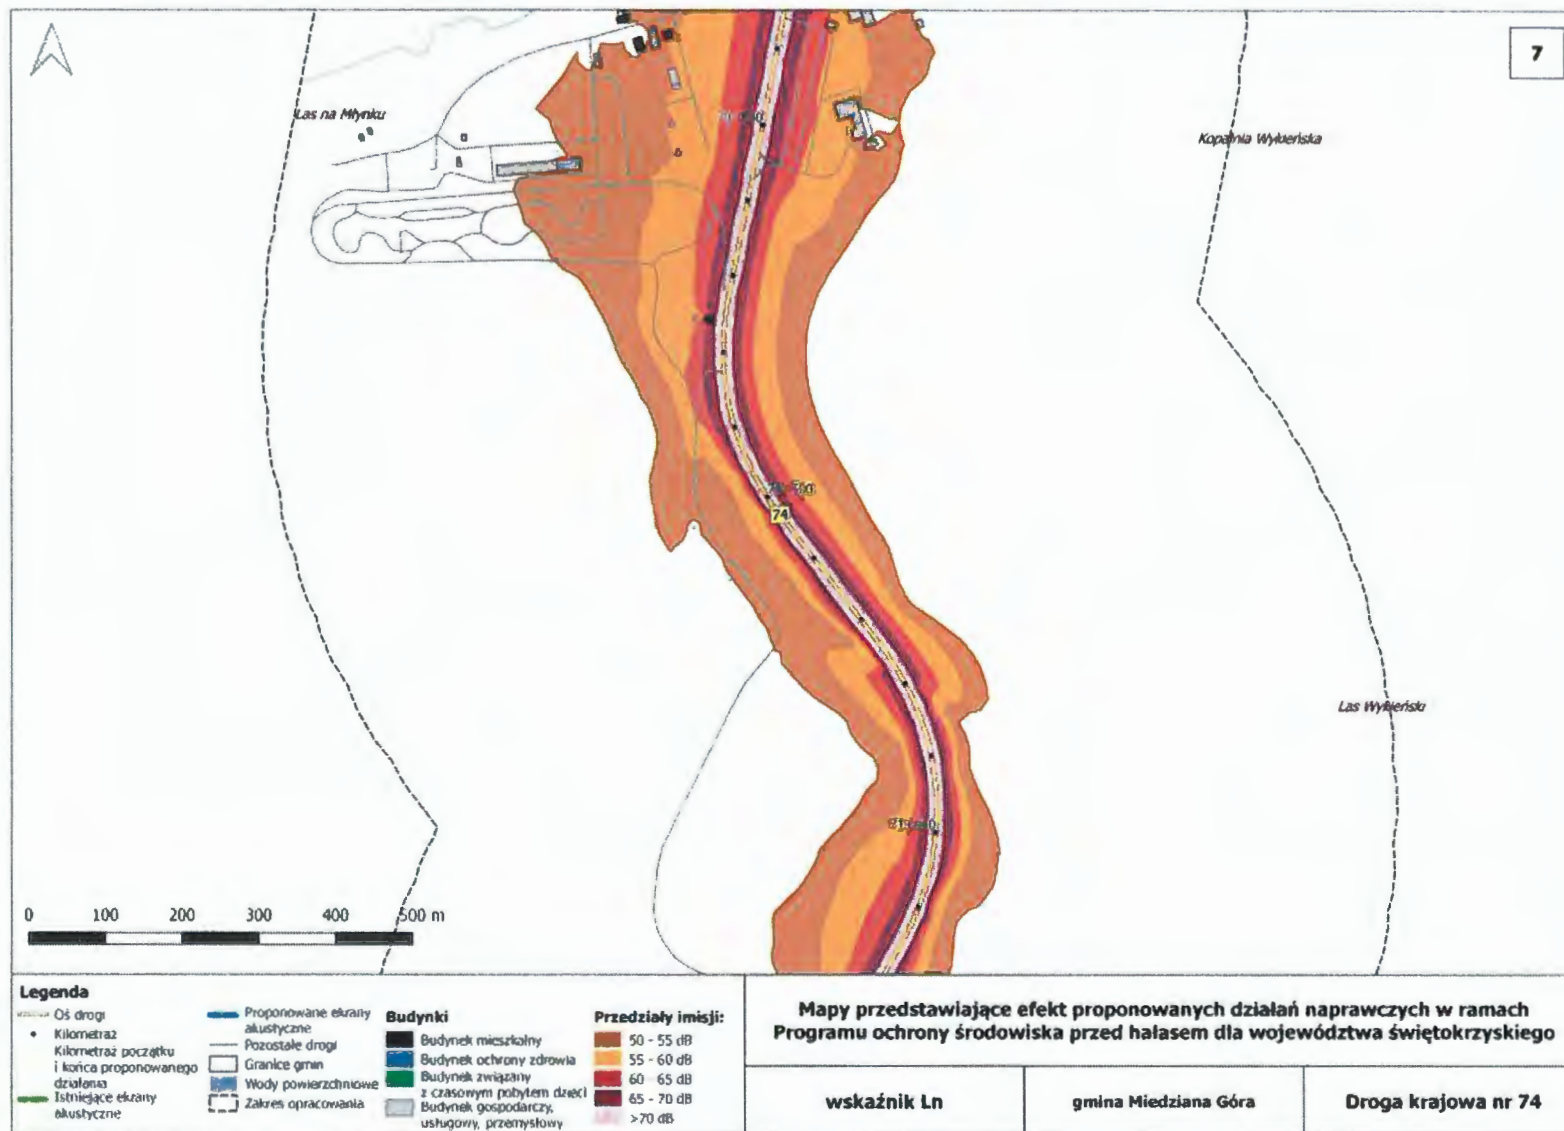 7
Las na Młynku
Kopalnia Wykieńska
74
Las Wykieński
0 100 200 300 400 500 m
Legenda
Oś drogi
Kilometraż
Kilometraż początku
i końca proponowanego
działania
Istniejące ekrany
akustyczne
Proponowane ekrany
akustyczne
Pozostałe drogi
Granice gmin
Wody powierzchniowe
Zakres opracowania
Budynki
Budynek mieszkalny
Budynek ochrony zdrowia
Budynek związany
z czasowym pobytem dzieci
Budynek gospodarczy,
usługowy, przemysłowy
Przedziały imisji:
50 - 55 dB
55 - 60 dB
60 - 65 dB
65 - 70 dB
>70 dB
Mapy przedstawiające efekt proponowanych działań naprawczych w ramach
Programu ochrony środowiska przed hałasem dla województwa świętokrzyskiego
wskaźnik Ln
gmina Miedziana Góra
Droga krajowa nr 74